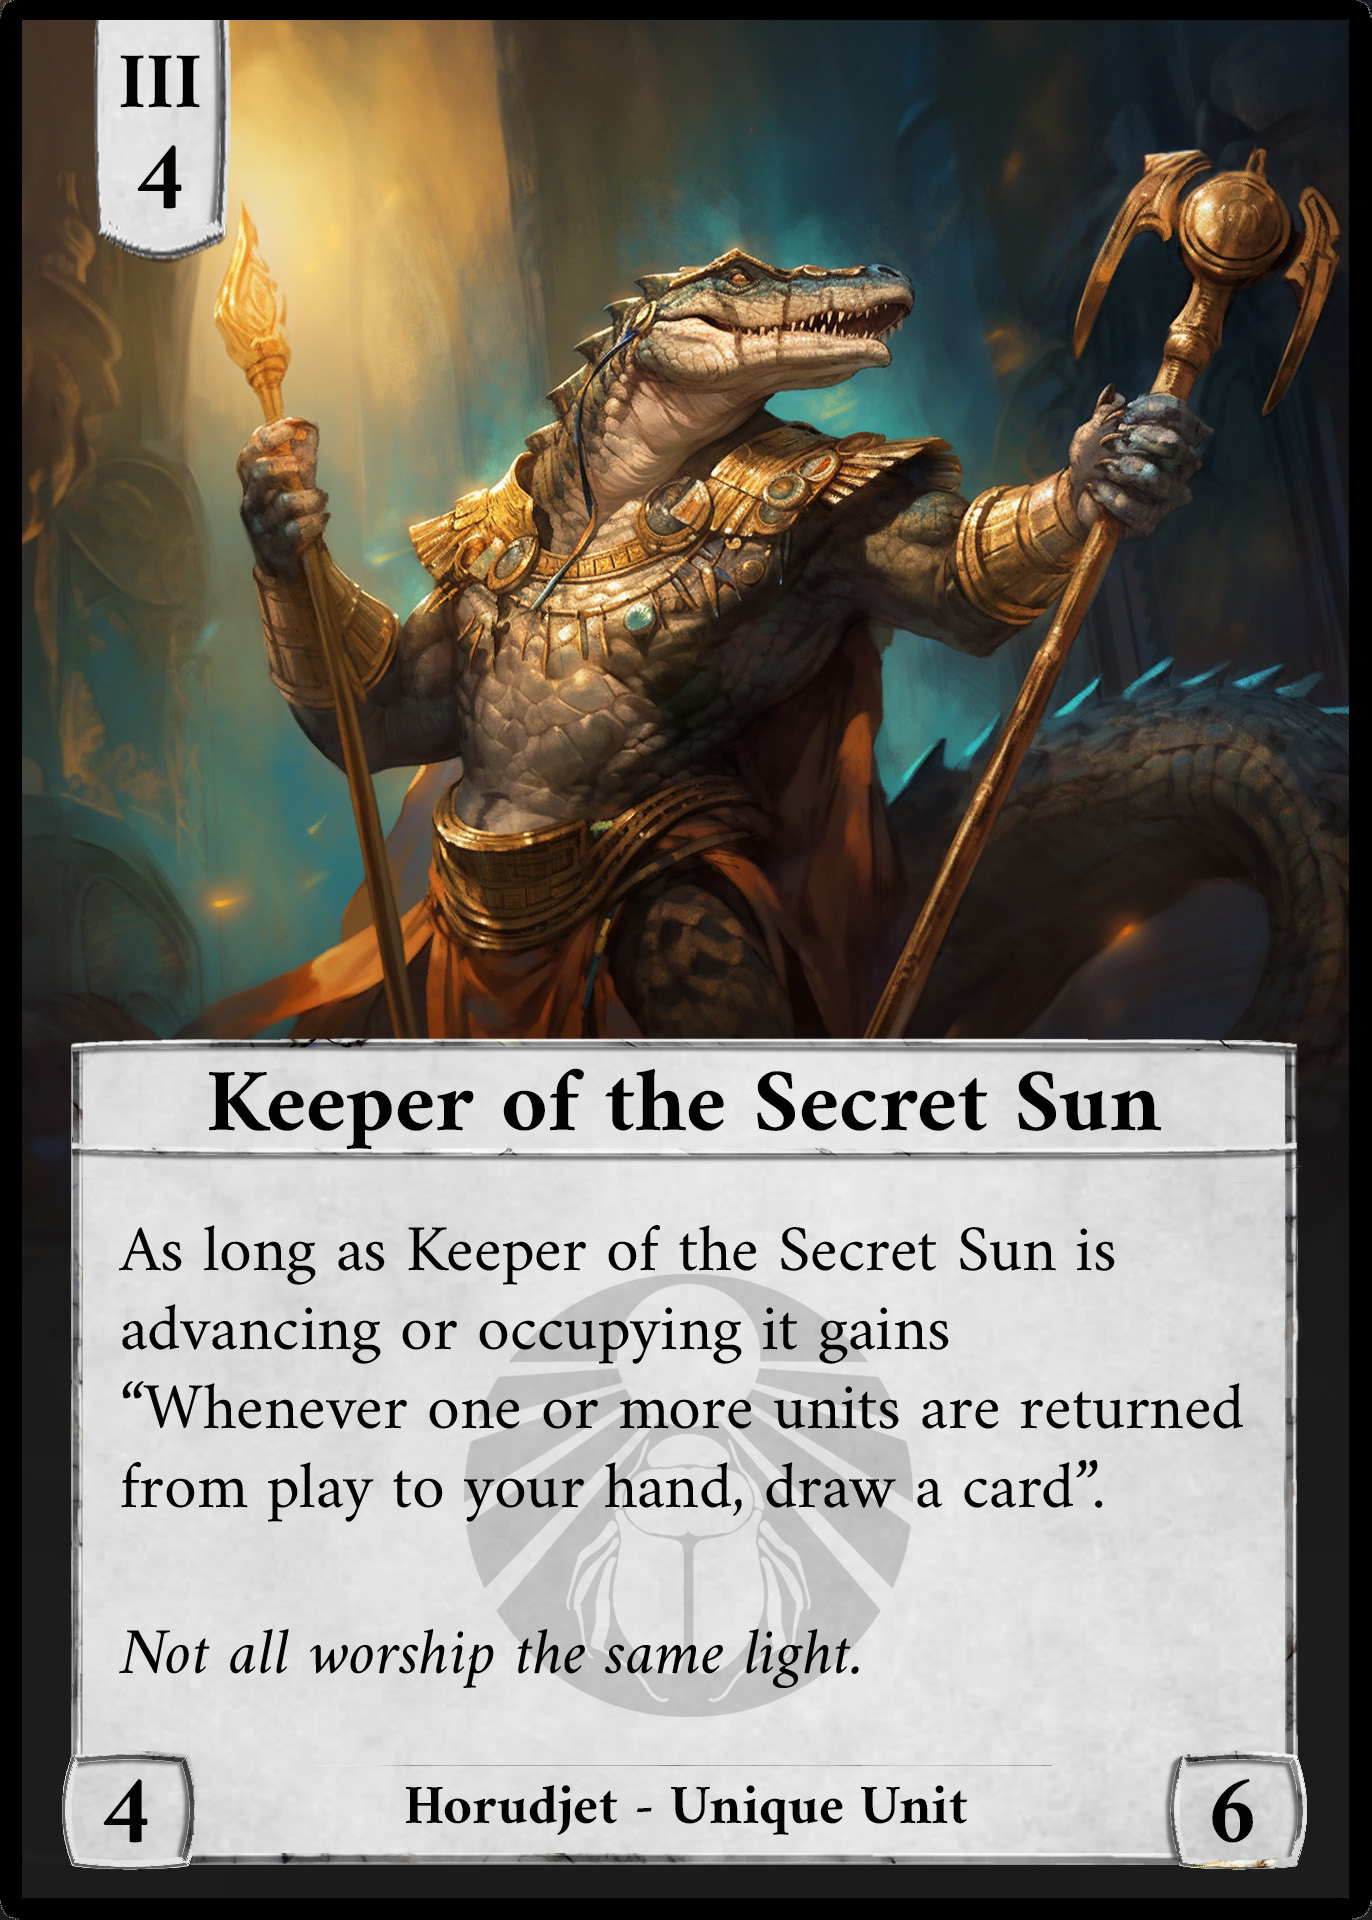 III
4
Keeper of the Secret Sun
As long as Keeper of the Secret Sun is
advancing or occupying it gains
“Whenever one or more units are returned
from play to your hand, draw a card”.
Not all worship the same light.
4
Horudjet - Unique Unit
6